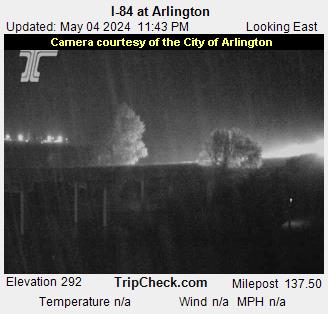 I-84 at Arlington
Updated: May 04 2024 11:43 PM Looking East
Camera courtesy of the City of Arlington
Elevation 292 TripCheck.com Milepost 137.50
Temperature n/a Wind n/a MPH n/a